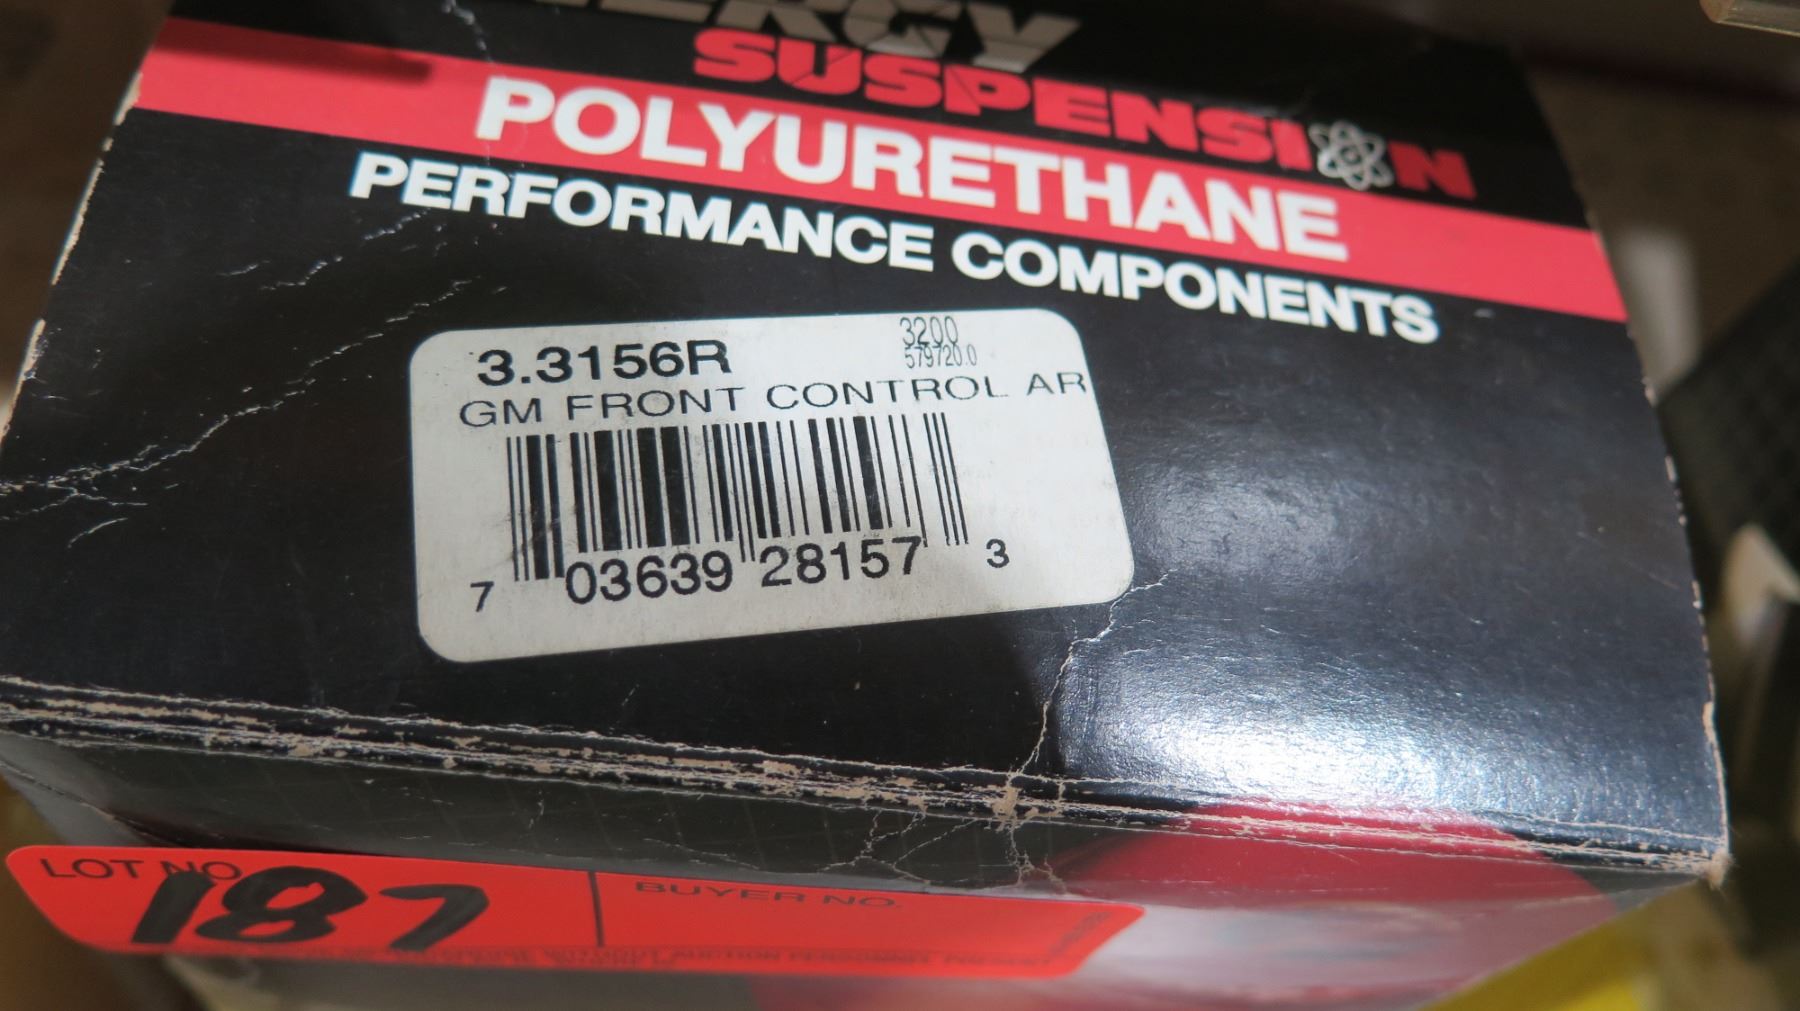 ERGY
SUSPENSION
POLYURETHANE
PERFORMANCE COMPONENTS
3.3156R
3200
579720.0
GM FRONT CONTROL AR
7 03639 28157 3
LOT NO.
187
BUYER NO.